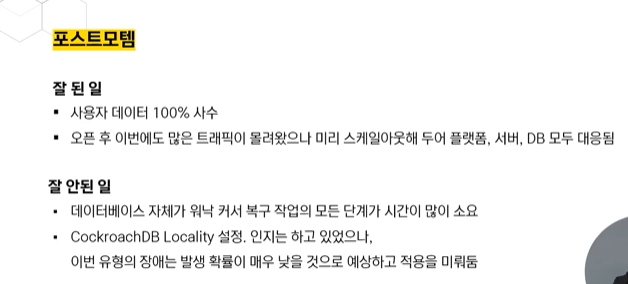 포스트모템
잘 된 일
▪ 사용자 데이터 100% 사수
▪ 오픈 후 이번에도 많은 트래픽이 몰려왔으나 미리 스케일아웃해 두어 플랫폼, 서버, DB 모두 대응됨
잘 안된 일
▪ 데이터베이스 자체가 워낙 커서 복구 작업의 모든 단계가 시간이 많이 소요
▪ CockroachDB Locality 설정. 인지는 하고 있었으나,
이번 유형의 장애는 발생 확률이 매우 낮을 것으로 예상하고 적용을 미뤄둠